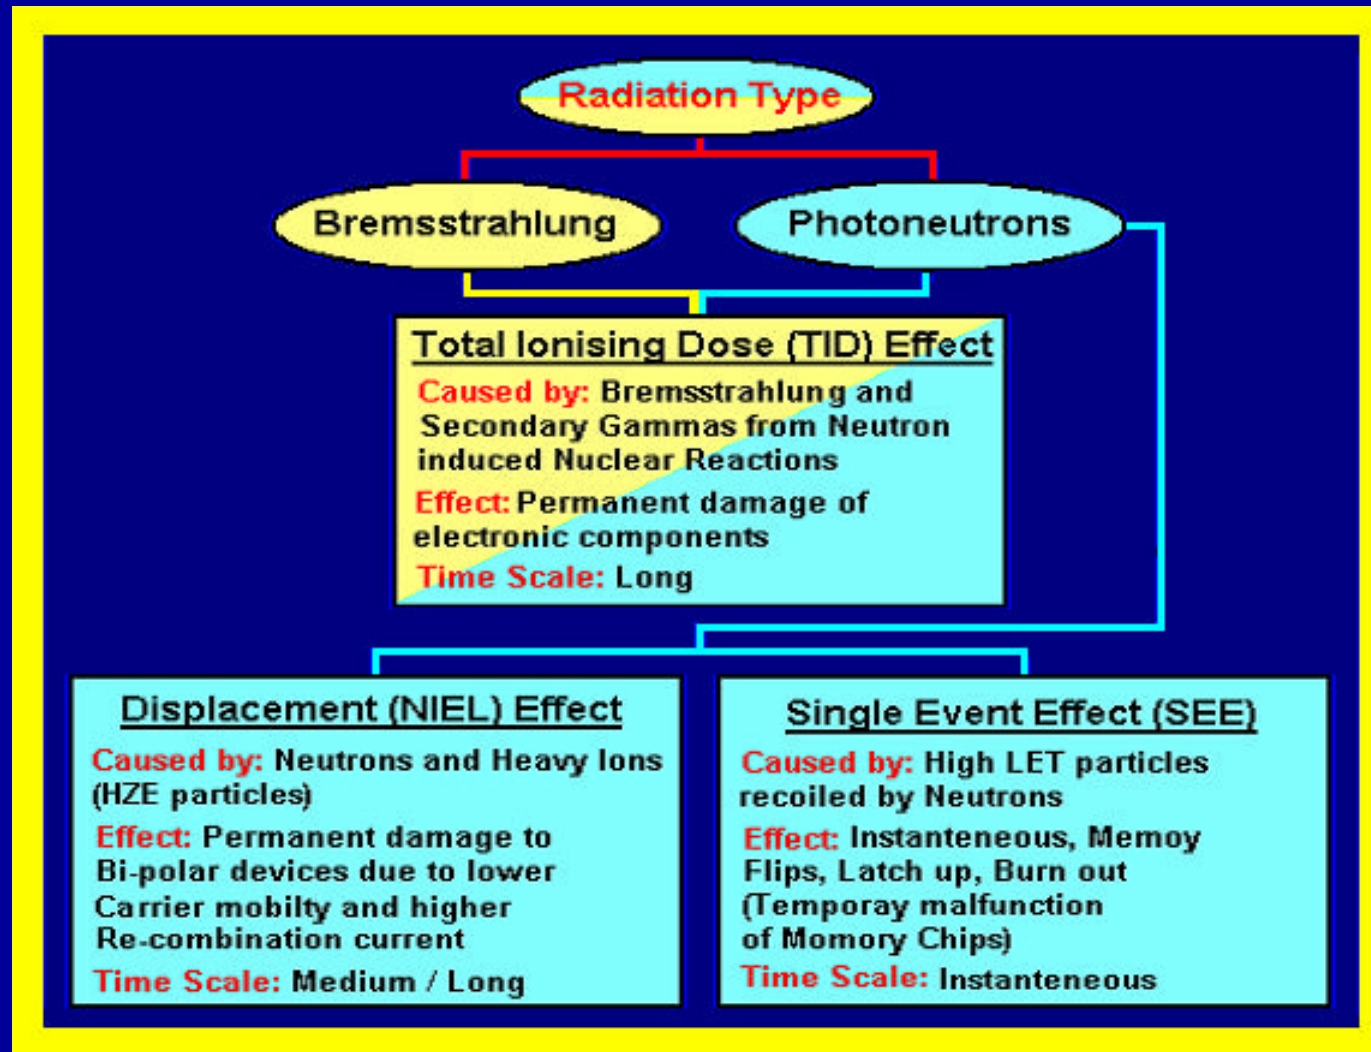 Radiation Type
Bremsstrahlung
Photoneutrons
Total Ionising Dose (TID) Effect
Caused by: Bremsstrahlung and
Secondary Gammas from Neutron
induced Nuclear Reactions
Effect: Permanent damage of
electronic components
Time Scale: Long
Displacement (NIEL) Effect
Caused by: Neutrons and Heavy Ions
(HZE particles)
Effect: Permanent damage to
Bi-polar devices due to lower
Carrier mobilty and higher
Re-combination current
Time Scale: Medium / Long
Single Event Effect (SEE)
Caused by: High LET particles
recoiled by Neutrons
Effect: Instanteneous, Memoy
Flips, Latch up, Burn out
(Temporay malfunction
of Momory Chips)
Time Scale: Instanteneous